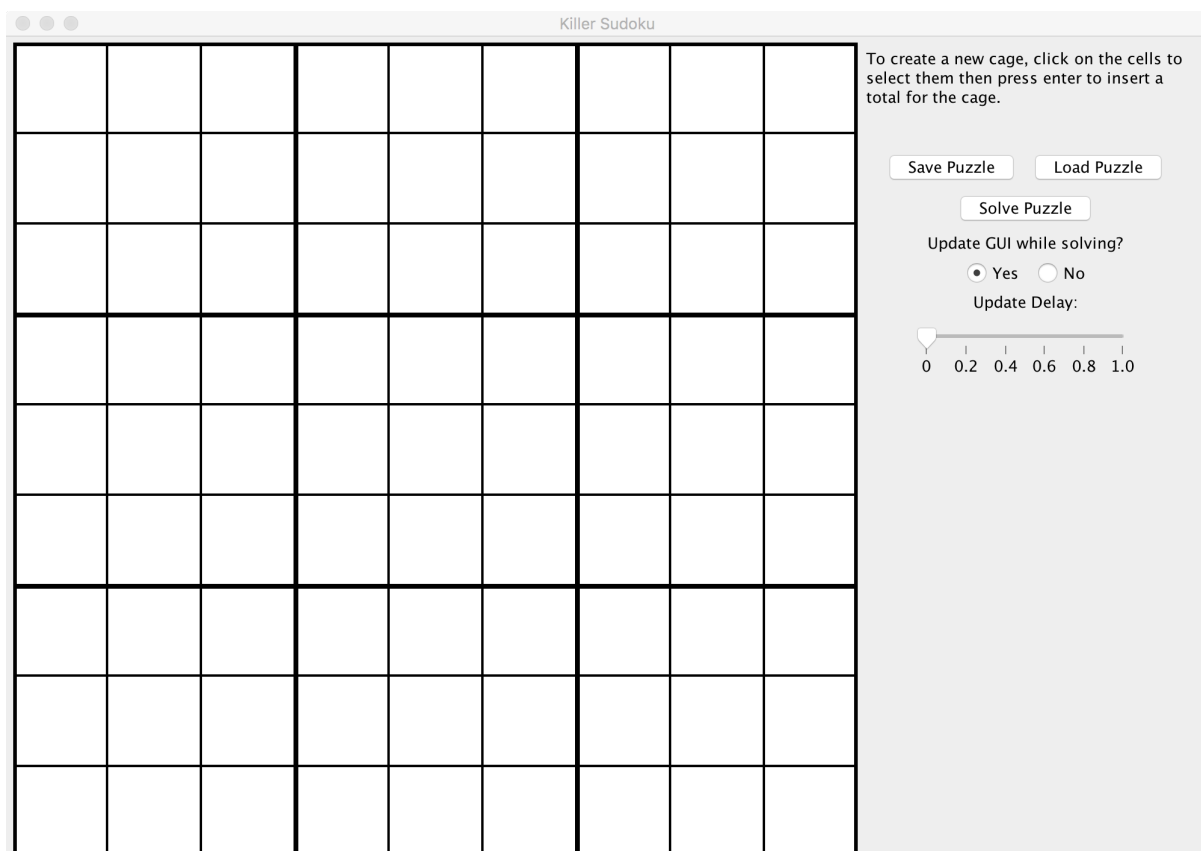 Killer Sudoku
To create a new cage, click on the cells to
select them then press enter to insert a
total for the cage.
Save Puzzle Load Puzzle
Solve Puzzle
Update GUI while solving?
Yes No
Update Delay:
0 0.2 0.4 0.6 0.8 1.0